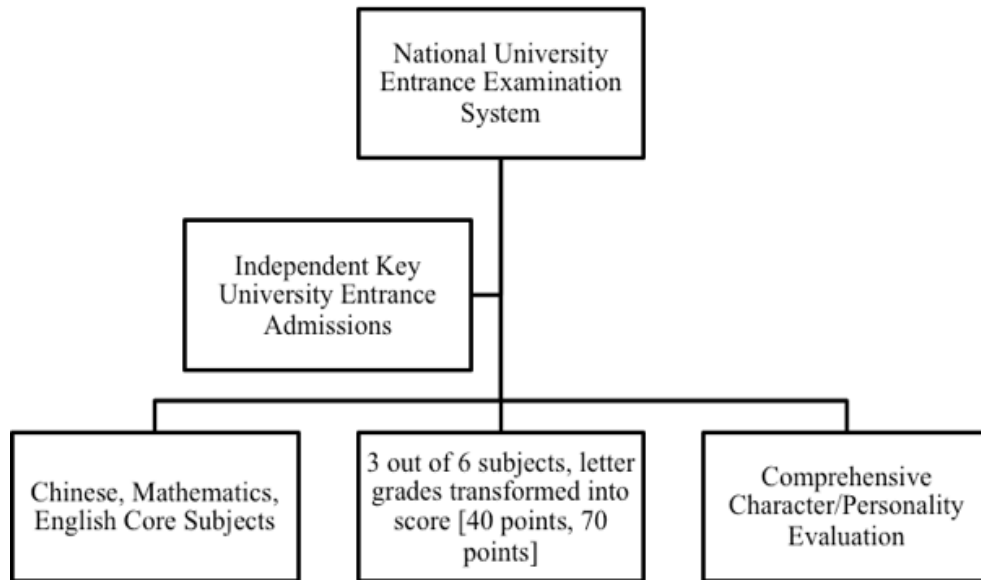 National University
Entrance Examination
System
Independent Key
University Entrance
Admissions
Chinese, Mathematics,
English Core Subjects
3 out of 6 subjects, letter
grades transformed into
score [40 points, 70
points]
Comprehensive
Character/Personality
Evaluation